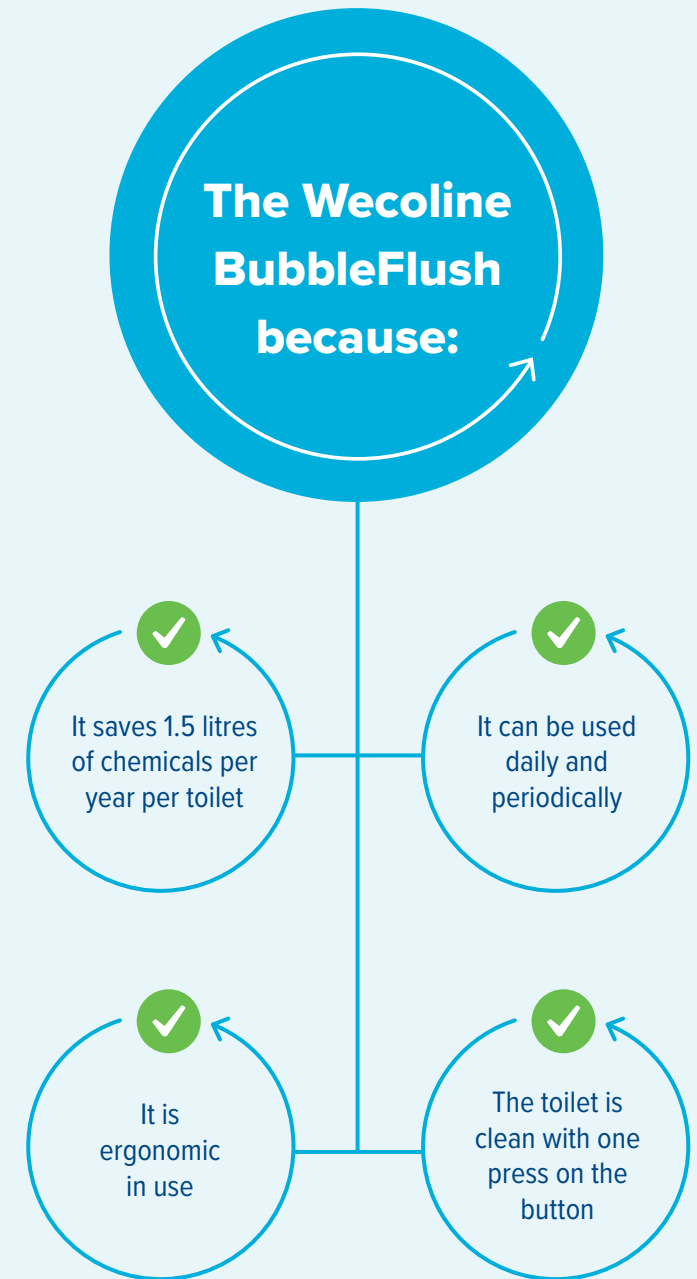 The Wecoline
BubbleFlush
because:
It saves 1.5 litres
of chemicals per
year per toilet
It can be used
daily and
periodically
It is
ergonomic
in use
The toilet is
clean with one
press on the
button